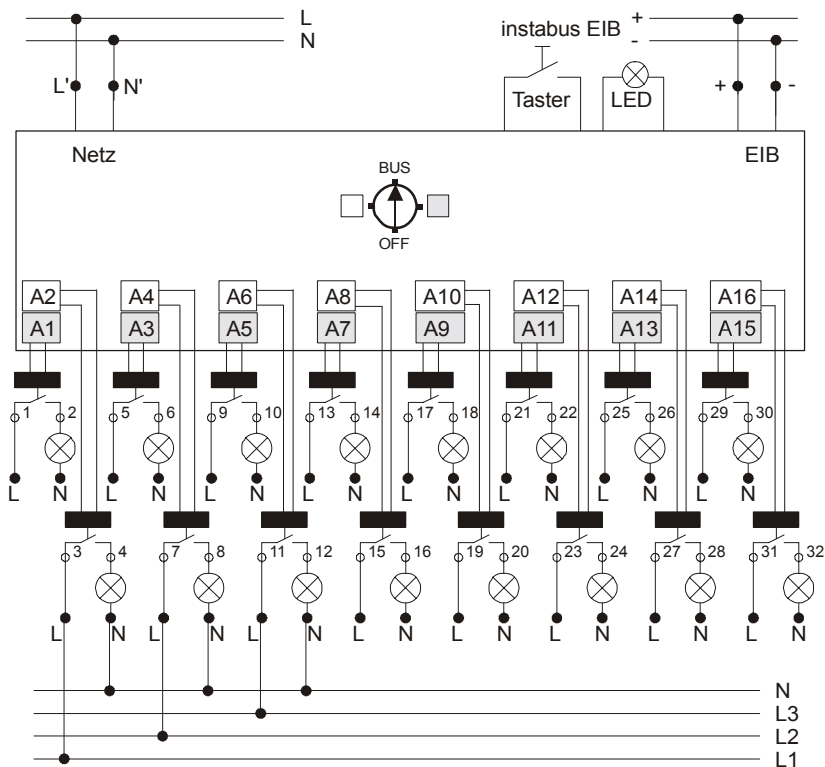 L
instabus EIB +
N -
L' N' Taster LED + -
Netz EIB
BUS
OFF
A2 A4 A6 A8 A10 A12 A14 A16
A1 A3 A5 A7 A9 A11 A13 A15
1 2 5 6 9 10 13 14 17 18 21 22 25 26 29 30
L N L N L N L N L N L N L N L N
3 4 7 8 11 12 15 16 19 20 23 24 27 28 31 32
L N L N L N L N L N L N L N L N
N
L3
L2
L1